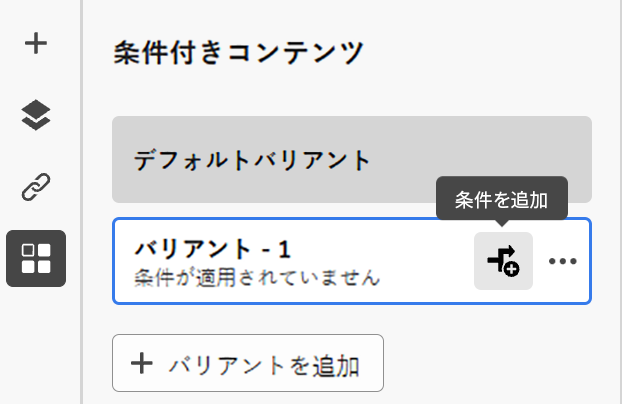 条件付きコンテンツ
デフォルトバリアント
条件を追加
バリアント - 1
条件が適用されていません
バリアントを追加